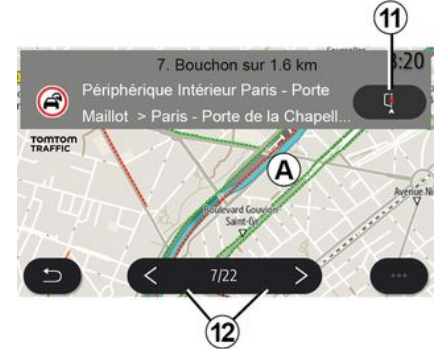 11
7. Bouchon sur 1.6 km
:20
Périphérique Intérieur Paris - Porte
Maillot > Paris - Porte de la Chapell...
TOMTOM
TRAFFIC
A
Avenue Ni
Boulevard Gouvion
Saint-Cyr
7/22
12